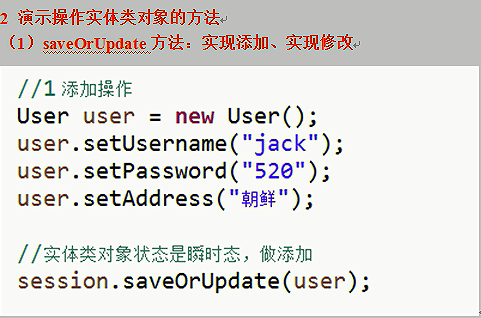 2 演示操作实体类对象的方法
（1）saveOrUpdate 方法：实现添加、实现修改
//1 添加操作
User user = new User();
user.setUsername("jack");
user.setPassword("520");
user.setAddress("朝鲜");
//实体类对象状态是瞬时态，做添加
session.saveOrUpdate(user);